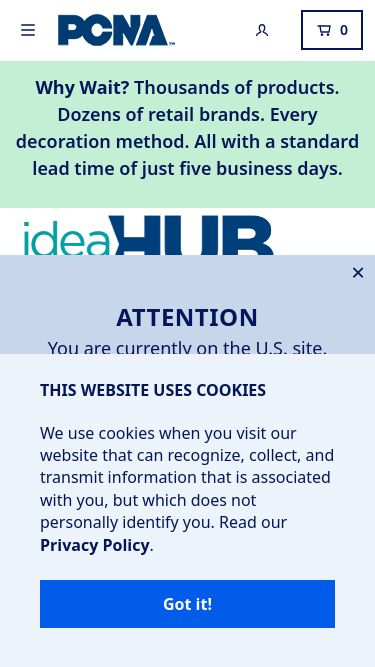 PCNA™
0
Why Wait? Thousands of products.
Dozens of retail brands. Every
decoration method. All with a standard
lead time of just five business days.
ideaHUB
ATTENTION
You are currently on the U.S. site.
THIS WEBSITE USES COOKIES
We use cookies when you visit our
website that can recognize, collect, and
transmit information that is associated
with you, but which does not
personally identify you. Read our
Privacy Policy.
Got it!